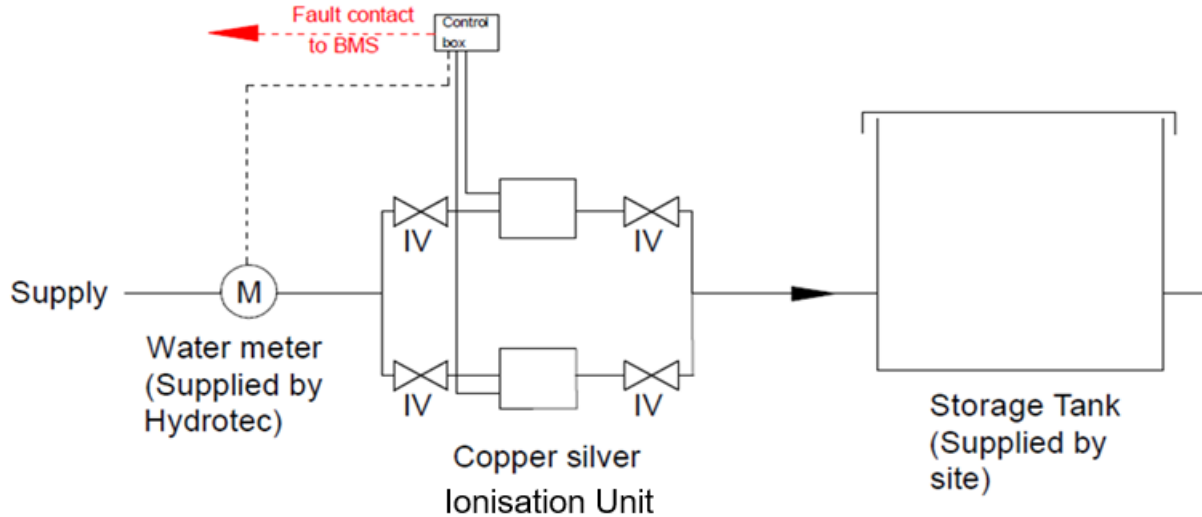 Fault contact
to BMS
Control
box
IV
IV
Supply
M
Water meter
(Supplied by
Hydrotec)
IV
IV
Copper silver
Ionisation Unit
Storage Tank
(Supplied by
site)